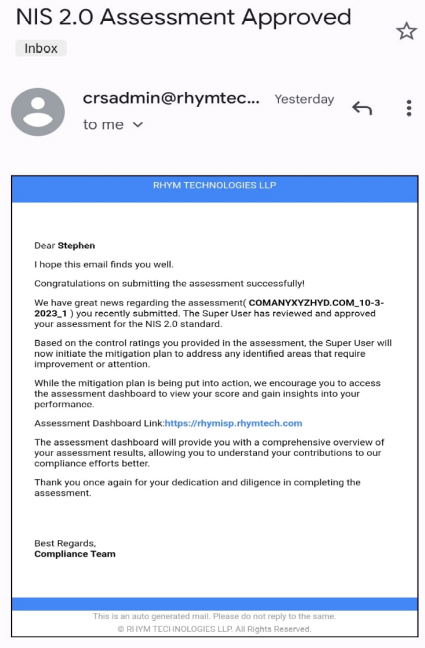 NIS 2.0 Assessment Approved
Inbox
crsadmin@rhymtec... Yesterday
to me
RHYM TECHNOLOGIES LLP
Dear Stephen
I hope this email finds you well.
Congratulations on submitting the assessment successfully!
We have great news regarding the assessment( COMANYXYZHYD.COM_10-3-
2023_1 ) you recently submitted. The Super User has reviewed and approved
your assessment for the NIS 2.0 standard.
Based on the control ratings you provided in the assessment, the Super User will
now initiate the mitigation plan to address any identified areas that require
improvement or attention.
While the mitigation plan is being put into action, we encourage you to access
the assessment dashboard to view your score and gain insights into your
performance.
Assessment Dashboard Link:https://rhymisp.rhymtech.com
The assessment dashboard will provide you with a comprehensive overview of
your assessment results, allowing you to understand your contributions to our
compliance efforts better.
Thank you once again for your dedication and diligence in completing the
assessment.
Best Regards,
Compliance Team
This is an auto generated mail. Please do not reply to the same.
© RHYM TECHNOLOGIES LLP. All Rights Reserved.